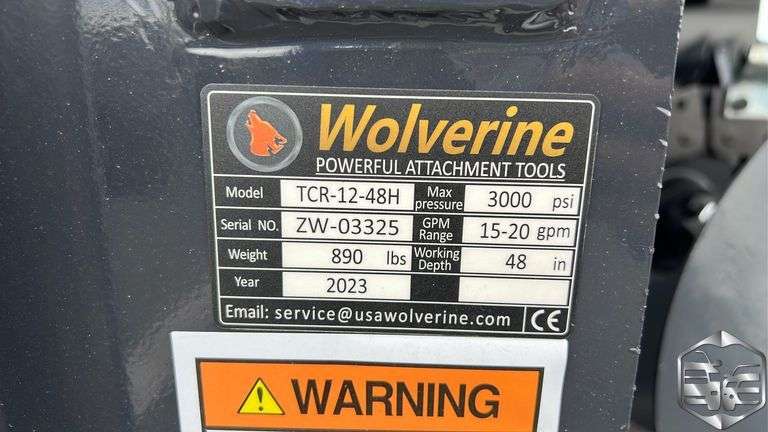 Wolverine
POWERFUL ATTACHMENT TOOLS
Model TCR-12-48H Max pressure 3000 psi
Serial NO. ZW-03325 GPM Range 15-20 gpm
Weight 890 lbs Working Depth 48 in
Year 2023
Email: service@usawolverine.com CE
WARNING